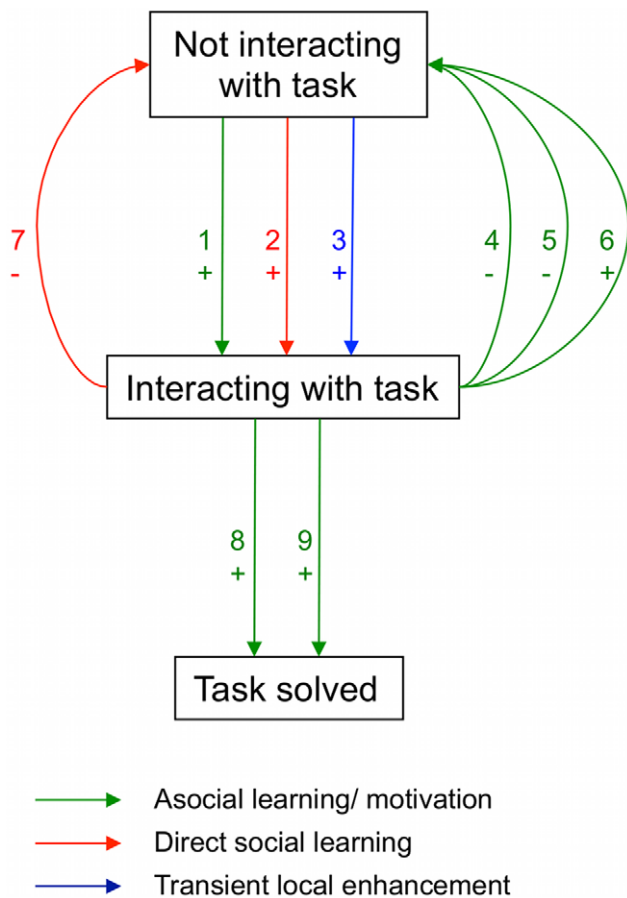 Not interacting
with task
7 1 2 3 4 5 6
- + + + - - +
Interacting with task
8 9
+ +
Task solved
Asocial learning/ motivation
Direct social learning
Transient local enhancement